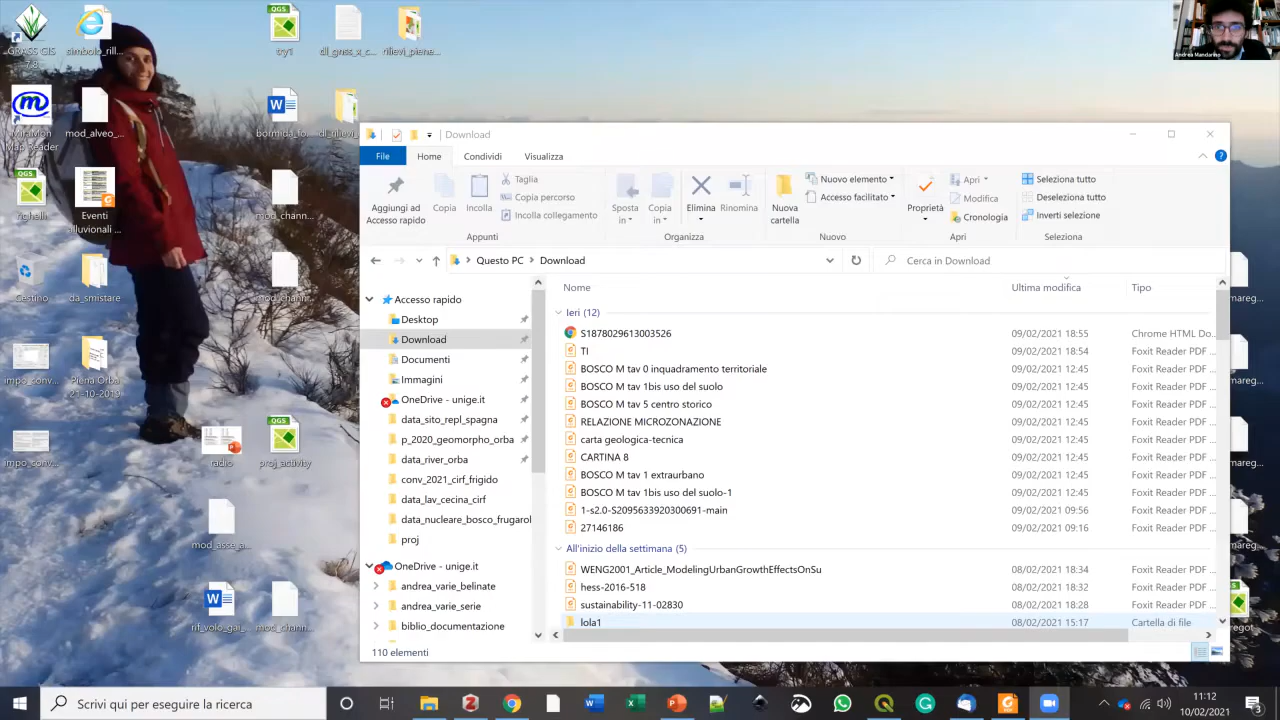 GRASS GIS
7.8
simbolo_rill...
try1
dl_gnss_x_c...
rilievi_piene...
Andrea Mandarino
MiraMon
Map Reader
mod_alveo_...
bormida_fo...
dl_rilievi_...
righelli
Eventi
alluvionali ...
mod_chann...
Cestino
da_smistare
mod_chann...
impo_conv...
Piena Orba
21-10-2019
impo_conv...
radio
proj_activity
mod_asse_a...
rif_volo_gai_...
mod_chann...
Download
File
Home
Condividi
Visualizza
Aggiungi ad
Accesso rapido
Copia
Incolla
Taglia
Copia percorso
Incolla collegamento
Appunti
Sposta
in
Copia
in
Elimina
Rinomina
Organizza
Nuova
cartella
Nuovo elemento
Accesso facilitato
Nuovo
Proprietà
Apri
Modifica
Cronologia
Apri
Seleziona tutto
Deseleziona tutto
Inverti selezione
Seleziona
Questo PC > Download
Cerca in Download
Accesso rapido
Desktop
Download
Documenti
Immagini
OneDrive - unige.it
data_sito_repl_spagna
p_2020_geomorpho_orba
data_river_orba
conv_2021_cirf_frigido
data_lav_cecina_cirf
data_nucleare_bosco_frugarol
proj
OneDrive - unige.it
andrea_varie_belinate
andrea_varie_serie
biblio_documentazione
Nome Ultima modifica Tipo
Ieri (12)
S1878029613003526 09/02/2021 18:55 Chrome HTML Do...
TI 09/02/2021 18:54 Foxit Reader PDF ...
BOSCO M tav 0 inquadramento territoriale 09/02/2021 12:45 Foxit Reader PDF ...
BOSCO M tav 1bis uso del suolo 09/02/2021 12:45 Foxit Reader PDF ...
BOSCO M tav 5 centro storico 09/02/2021 12:45 Foxit Reader PDF ...
RELAZIONE MICROZONAZIONE 09/02/2021 12:45 Foxit Reader PDF ...
carta geologica-tecnica 09/02/2021 12:45 Foxit Reader PDF ...
CARTINA 8 09/02/2021 12:45 Foxit Reader PDF ...
BOSCO M tav 1 extraurbano 09/02/2021 12:45 Foxit Reader PDF ...
BOSCO M tav 1bis uso del suolo-1 09/02/2021 12:45 Foxit Reader PDF ...
1-s2.0-S2095633920300691-main 09/02/2021 09:56 Foxit Reader PDF ...
27146186 09/02/2021 09:16 Foxit Reader PDF ...
All'inizio della settimana (5)
WENG2001_Article_ModelingUrbanGrowthEffectsOnSu 08/02/2021 18:34 Foxit Reader PDF ...
hess-2016-518 08/02/2021 18:32 Foxit Reader PDF ...
sustainability-11-02830 08/02/2021 18:28 Foxit Reader PDF ...
lola1 08/02/2021 15:17 Cartella di file
110 elementi
Scrivi qui per eseguire la ricerca
11:12
10/02/2021
3